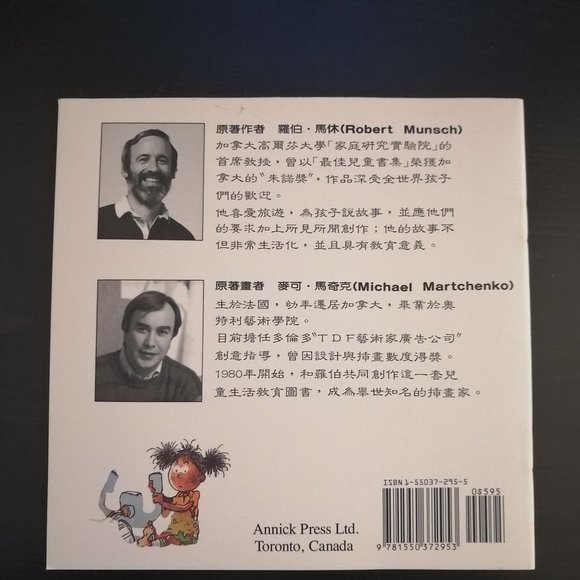 原著作者 羅伯·馬休(Robert Munsch)
加拿大高爾芬大學「家庭研究實驗院」的
首席教授，曾以「最佳兒童書集」榮獲加
拿大的“朱諾獎”，作品深受全世界孩子
們的歡迎。
他喜愛旅遊，為孩子說故事，並應他們
的要求加上所見所聞創作；他的故事不
但非常生活化，並且具有教育意義。
原著畫者 麥可·馬奇克(Michael Martchenko)
生於法國，幼年遷居加拿大，畢業於奧
特利藝術學院。
目前擔任多倫多“TDF藝術家廣告公司”
創意指導，曾因設計與挿畫數度得獎。
1980年開始，和羅伯共同創作這一套兒
童生活教育圖書，成為舉世知名的挿畫家。
ISBN 1-55037-295-5
08595
9 781550 372953
Annick Press Ltd.
Toronto, Canada